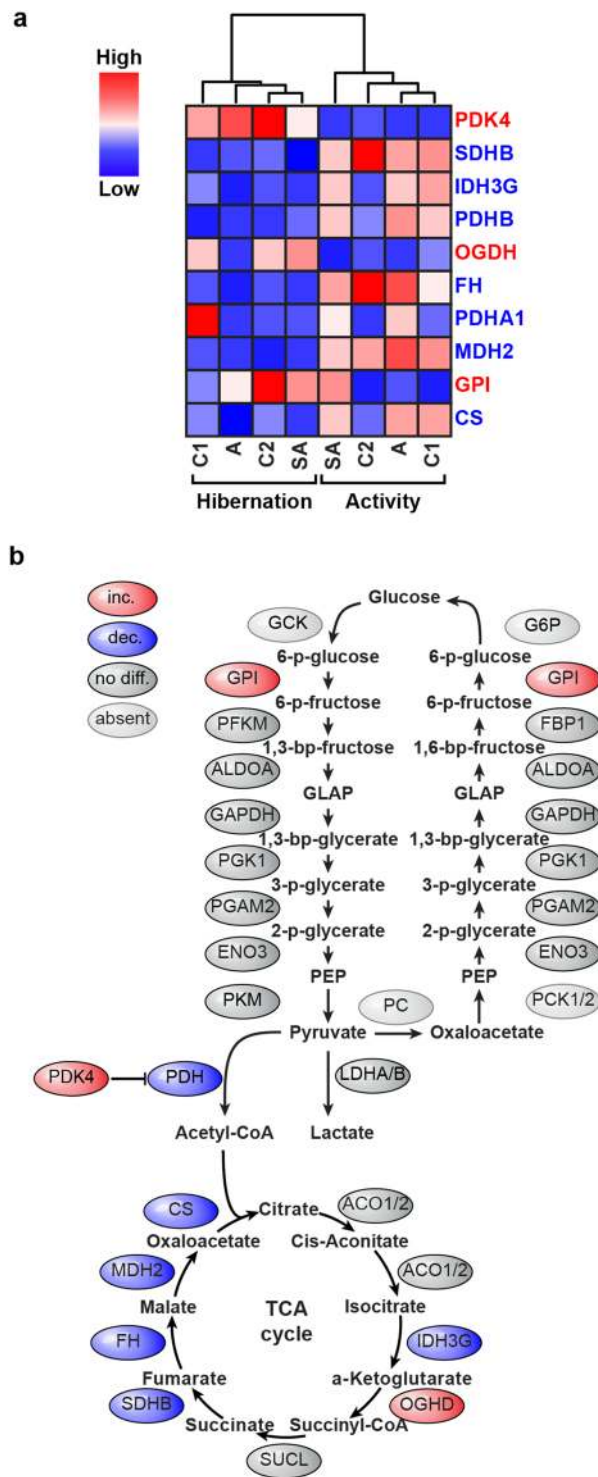 a
High
Low
PDK4
SDHB
IDH3G
PDHB
OGDH
FH
PDHA1
MDH2
GPI
CS
C1 A C2 SA SA C2 A C1
Hibernation Activity
b
inc.
dec.
no diff.
absent
Glucose
GCK G6P
6-p-glucose 6-p-glucose
GPI GPI
6-p-fructose 6-p-fructose
PFKM FBP1
1,3-bp-fructose 1,6-bp-fructose
ALDOA ALDOA
GLAP GLAP
GAPDH GAPDH
1,3-bp-glycerate 1,3-bp-glycerate
PGK1 PGK1
3-p-glycerate 3-p-glycerate
PGAM2 PGAM2
2-p-glycerate 2-p-glycerate
ENO3 ENO3
PEP PEP
PKM PC PCK1/2
Pyruvate Oxaloacetate
PDK4 PDH LDHA/B
Acetyl-CoA Lactate
CS Citrate ACO1/2
Oxaloacetate Cis-Aconitate
MDH2 ACO1/2
Malate Isocitrate
TCA
cycle
FH IDH3G
Fumarate a-Ketoglutarate
SDHB OGHD
Succinate Succinyl-CoA
SUCL